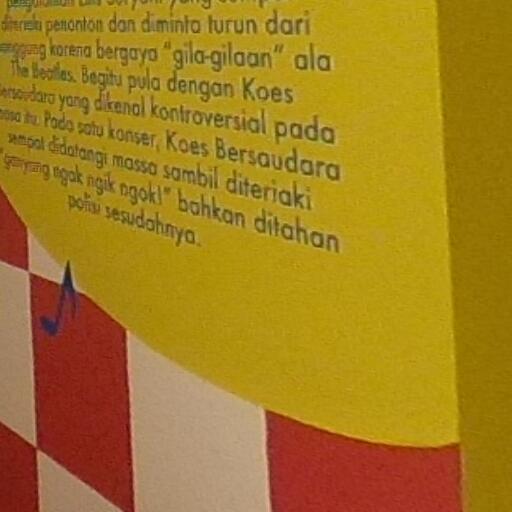 yang
diteriaki penonton dan diminta turun dari
panggung karena bergaya "gila-gilaan" ala
The Beatles. Begitu pula dengan Koes
Bersaudara yang dikenal kontroversial pada
masa itu. Pada satu konser, Koes Bersaudara
sempat didatangi massa sambil diteriaki
"ganyang ngak ngik ngok!" bahkan ditahan
polisi sesudahnya.